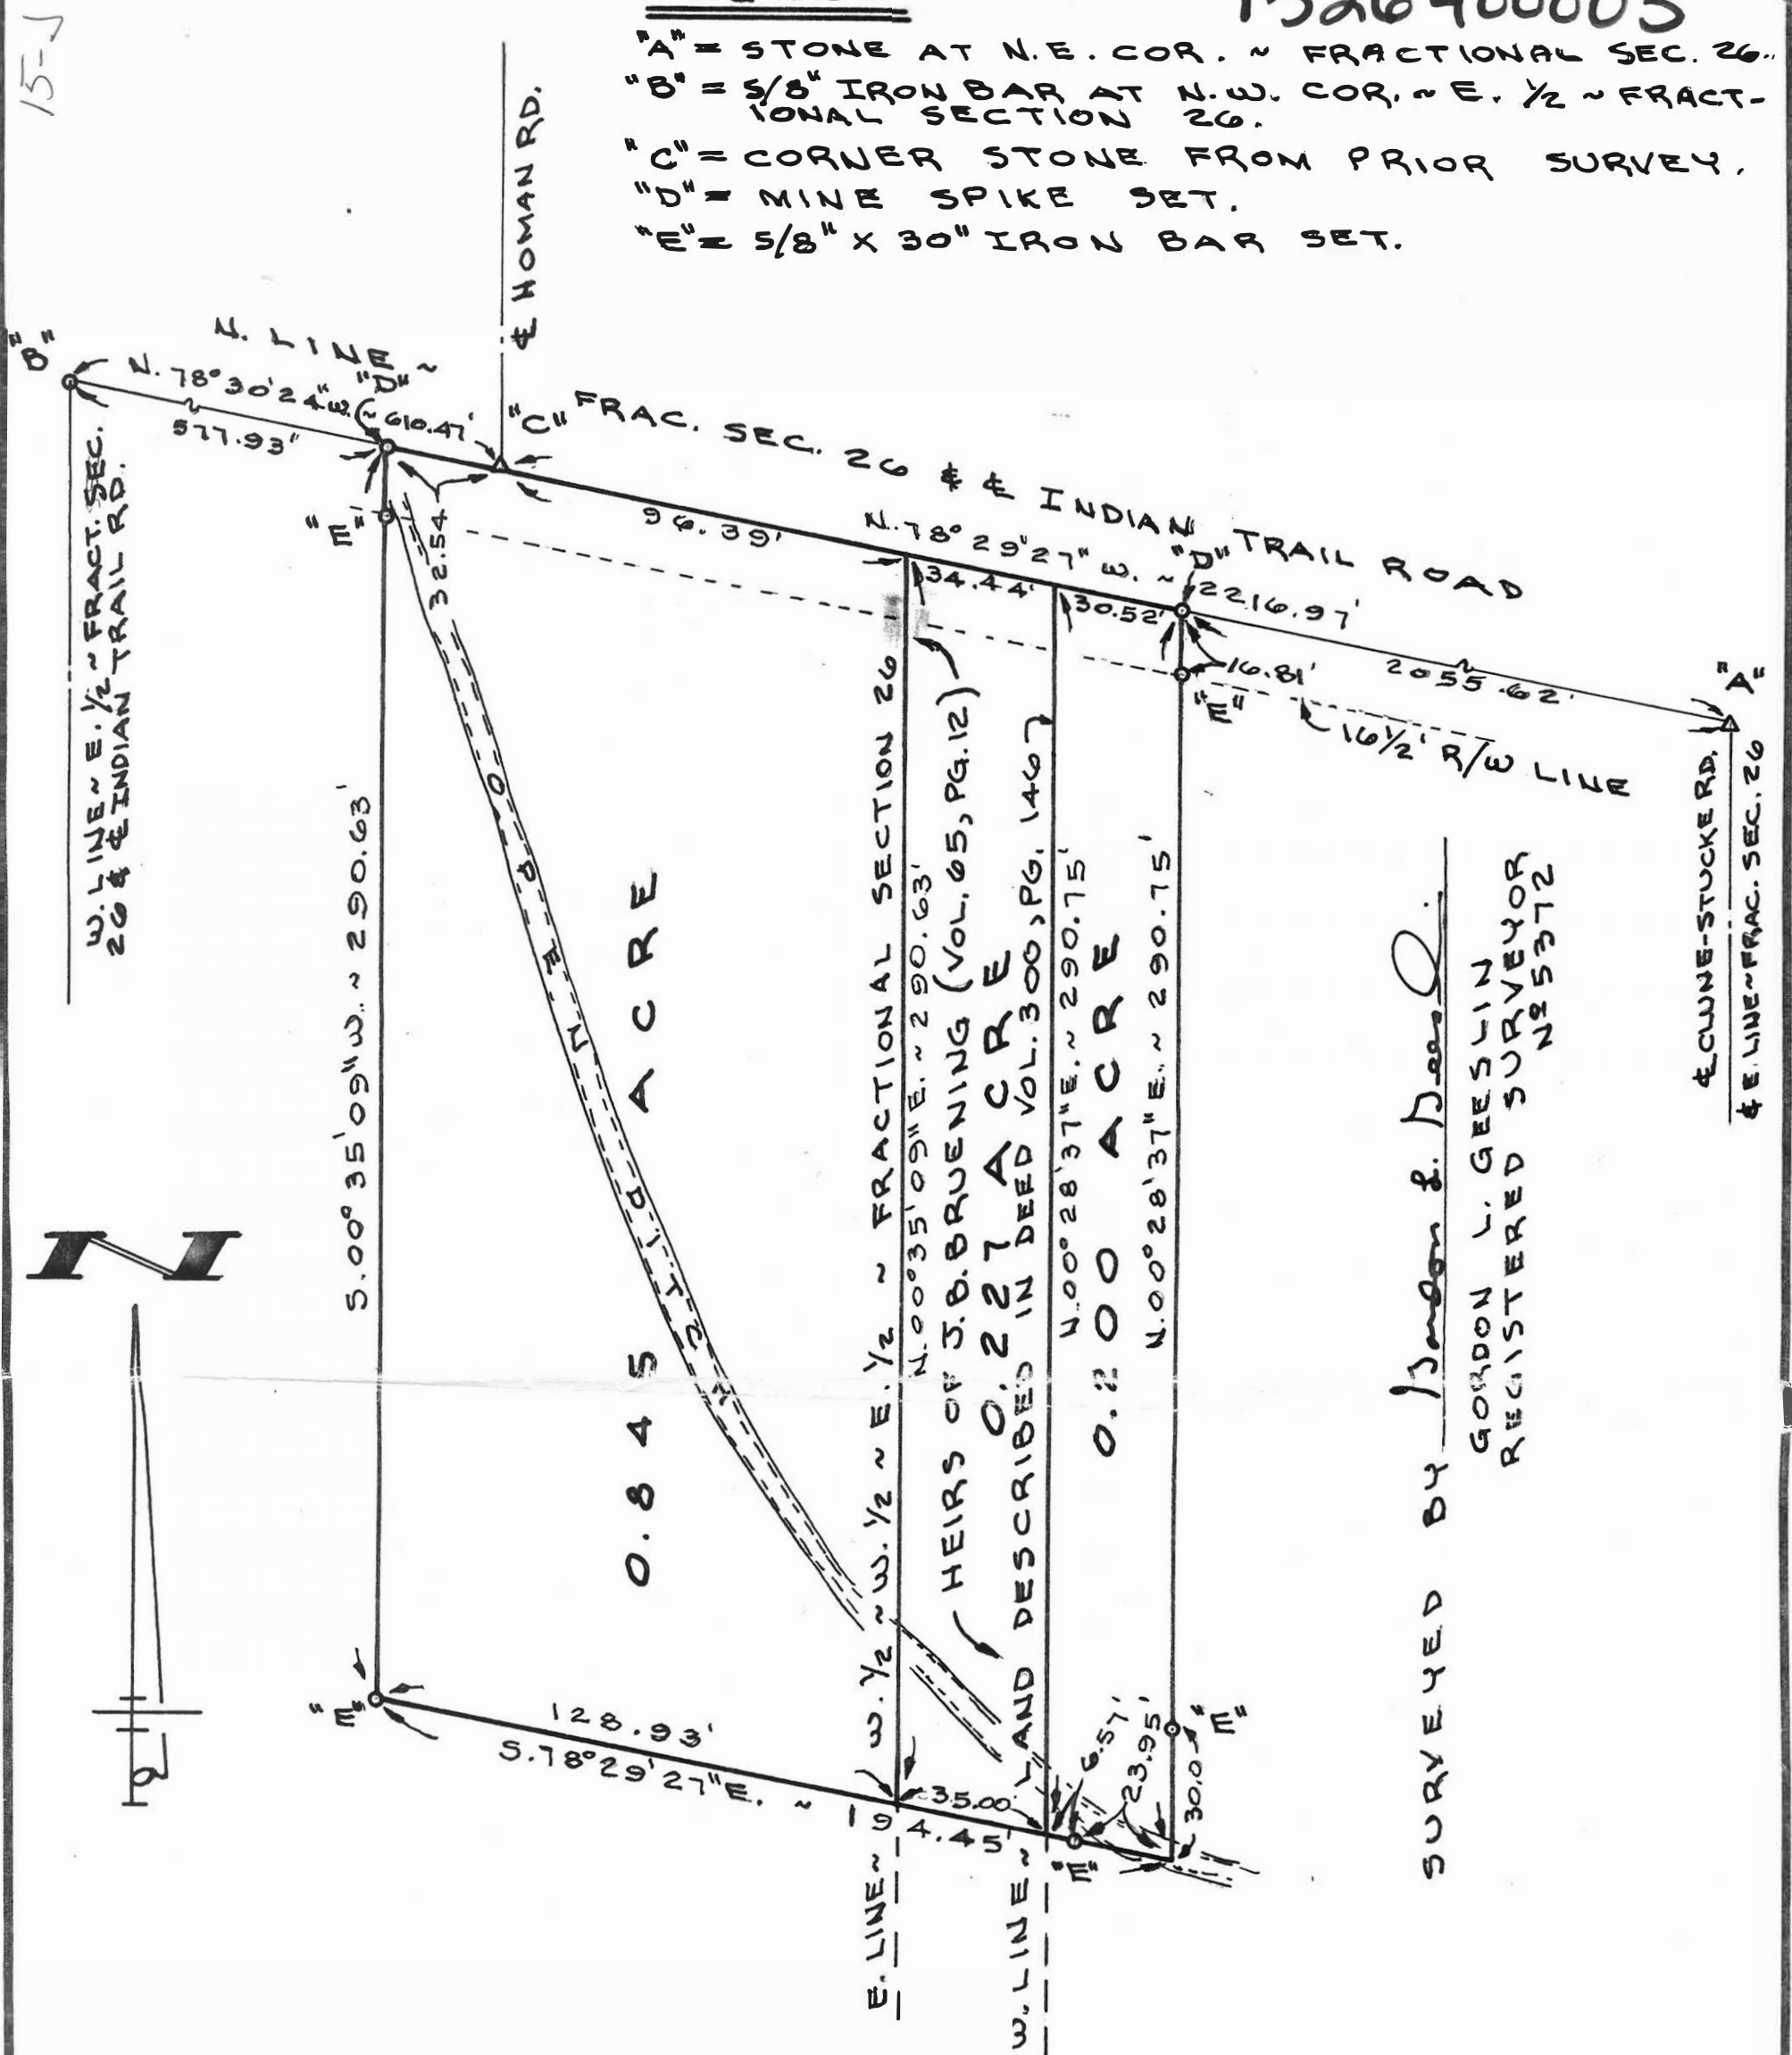 15-J
"A" = STONE AT N.E. COR. ~ FRACTIONAL SEC. 26.
"B" = 5/8" IRON BAR AT N.W. COR. ~ E. 1/2 ~ FRACT-
IONAL SECTION 26.
"C" = CORNER STONE FROM PRIOR SURVEY.
"D" = MINE SPIKE SET.
"E" = 5/8" X 30" IRON BAR SET.
℄ HOMAN RD.
"B"
N. LINE ~
N. 78° 30' 24" W. ~ 610.47'
"D"
577.93'
"C"
FRAC. SEC. 26 & ℄ INDIAN TRAIL ROAD
W. LINE ~ E. 1/2 ~ FRACT. SEC.
26 & ℄ INDIAN TRAIL RD.
"E"
32.54
96.39'
N. 78° 29' 27" W. ~ 2216.97'
"D"
34.44'
30.52'
16.81'
"E"
2055.62'
"A"
16 1/2' R/W LINE
℄ CLUNE-STUCKE RD.
& E. LINE ~ FRAC. SEC. 26
S. 00° 35' 09" W. ~ 290.63'
0.845 ACRE
W. 1/2 ~ W. 1/2 ~ E. 1/2 ~ FRACTIONAL SECTION 26
N. 00° 35' 09" E. ~ 290.63'
HEIRS OF J. B. BRUENING (VOL. 65, PG. 12)
0.227 ACRE
LAND DESCRIBED IN DEED VOL. 300, PG. 146
N. 00° 28' 37" E. ~ 290.75'
0.200 ACRE
N. 00° 28' 37" E. ~ 290.75'
SURVEYED BY Gordon L. Geeslin
GORDON L. GEESLIN
REGISTERED SURVEYOR
Nº 5372
N
"E"
128.93'
S. 78° 29' 27" E. ~ 194.45'
35.00'
6.57'
23.95'
30.0
"E"
"E"
E. LINE ~
W. LINE ~